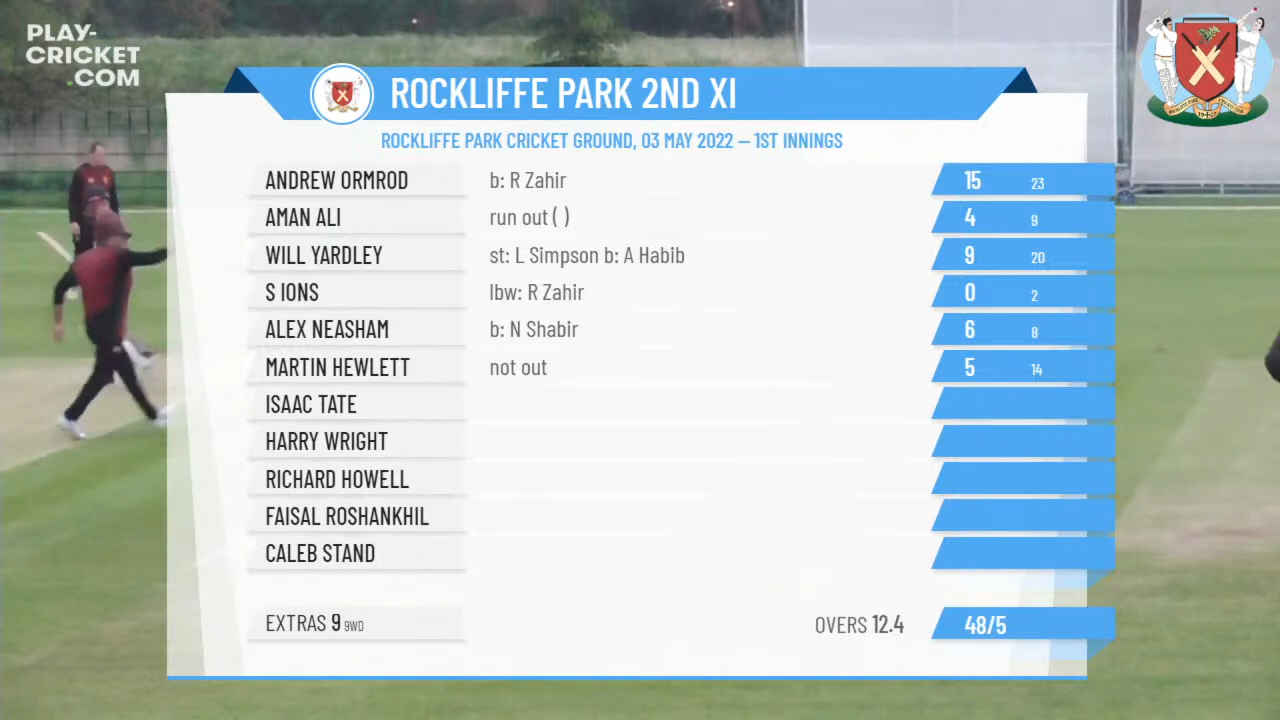 PLAY-
CRICKET
.COM
ROCKLIFFE PARK 2ND XI
ROCKLIFFE PARK CRICKET GROUND, 03 MAY 2022 – 1ST INNINGS
ANDREW ORMROD b: R Zahir 15 23
AMAN ALI run out ( ) 4 9
WILL YARDLEY st: L Simpson b: A Habib 9 20
S IONS lbw: R Zahir 0 2
ALEX NEASHAM b: N Shabir 6 8
MARTIN HEWLETT not out 5 14
ISAAC TATE
HARRY WRIGHT
RICHARD HOWELL
FAISAL ROSHANKHIL
CALEB STAND
EXTRAS 9 9WD OVERS 12.4 48/5